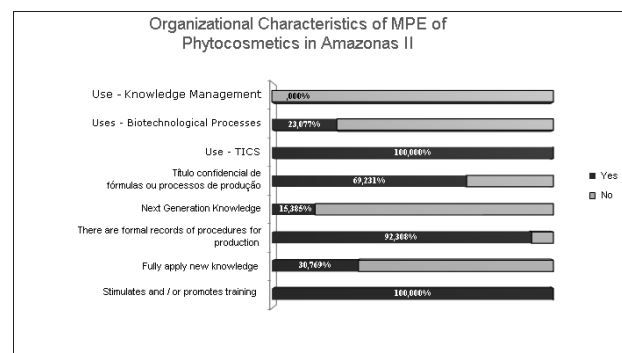 Organizational Characteristics of MPE of
Phytocosmetics in Amazonas II
Use - Knowledge Management
,000%
Uses - Biotechnological Processes
23,077%
Use - TICS
100,000%
Título confidencial de
fórmulas ou processos de produção
69,231%
Next Generation Knowledge
15,385%
There are formal records of procedures for
production
92,308%
Fully apply new knowledge
30,769%
Stimulates and / or promotes training
100,000%
Yes
No